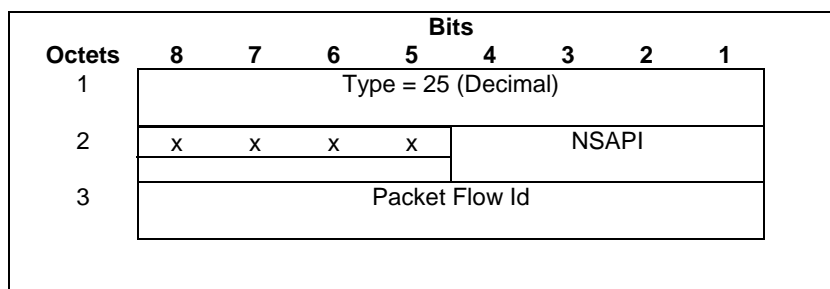 Bits
Octets 8 7 6 5 4 3 2 1
1 Type = 25 (Decimal)
2 x x x x NSAPI
3 Packet Flow Id